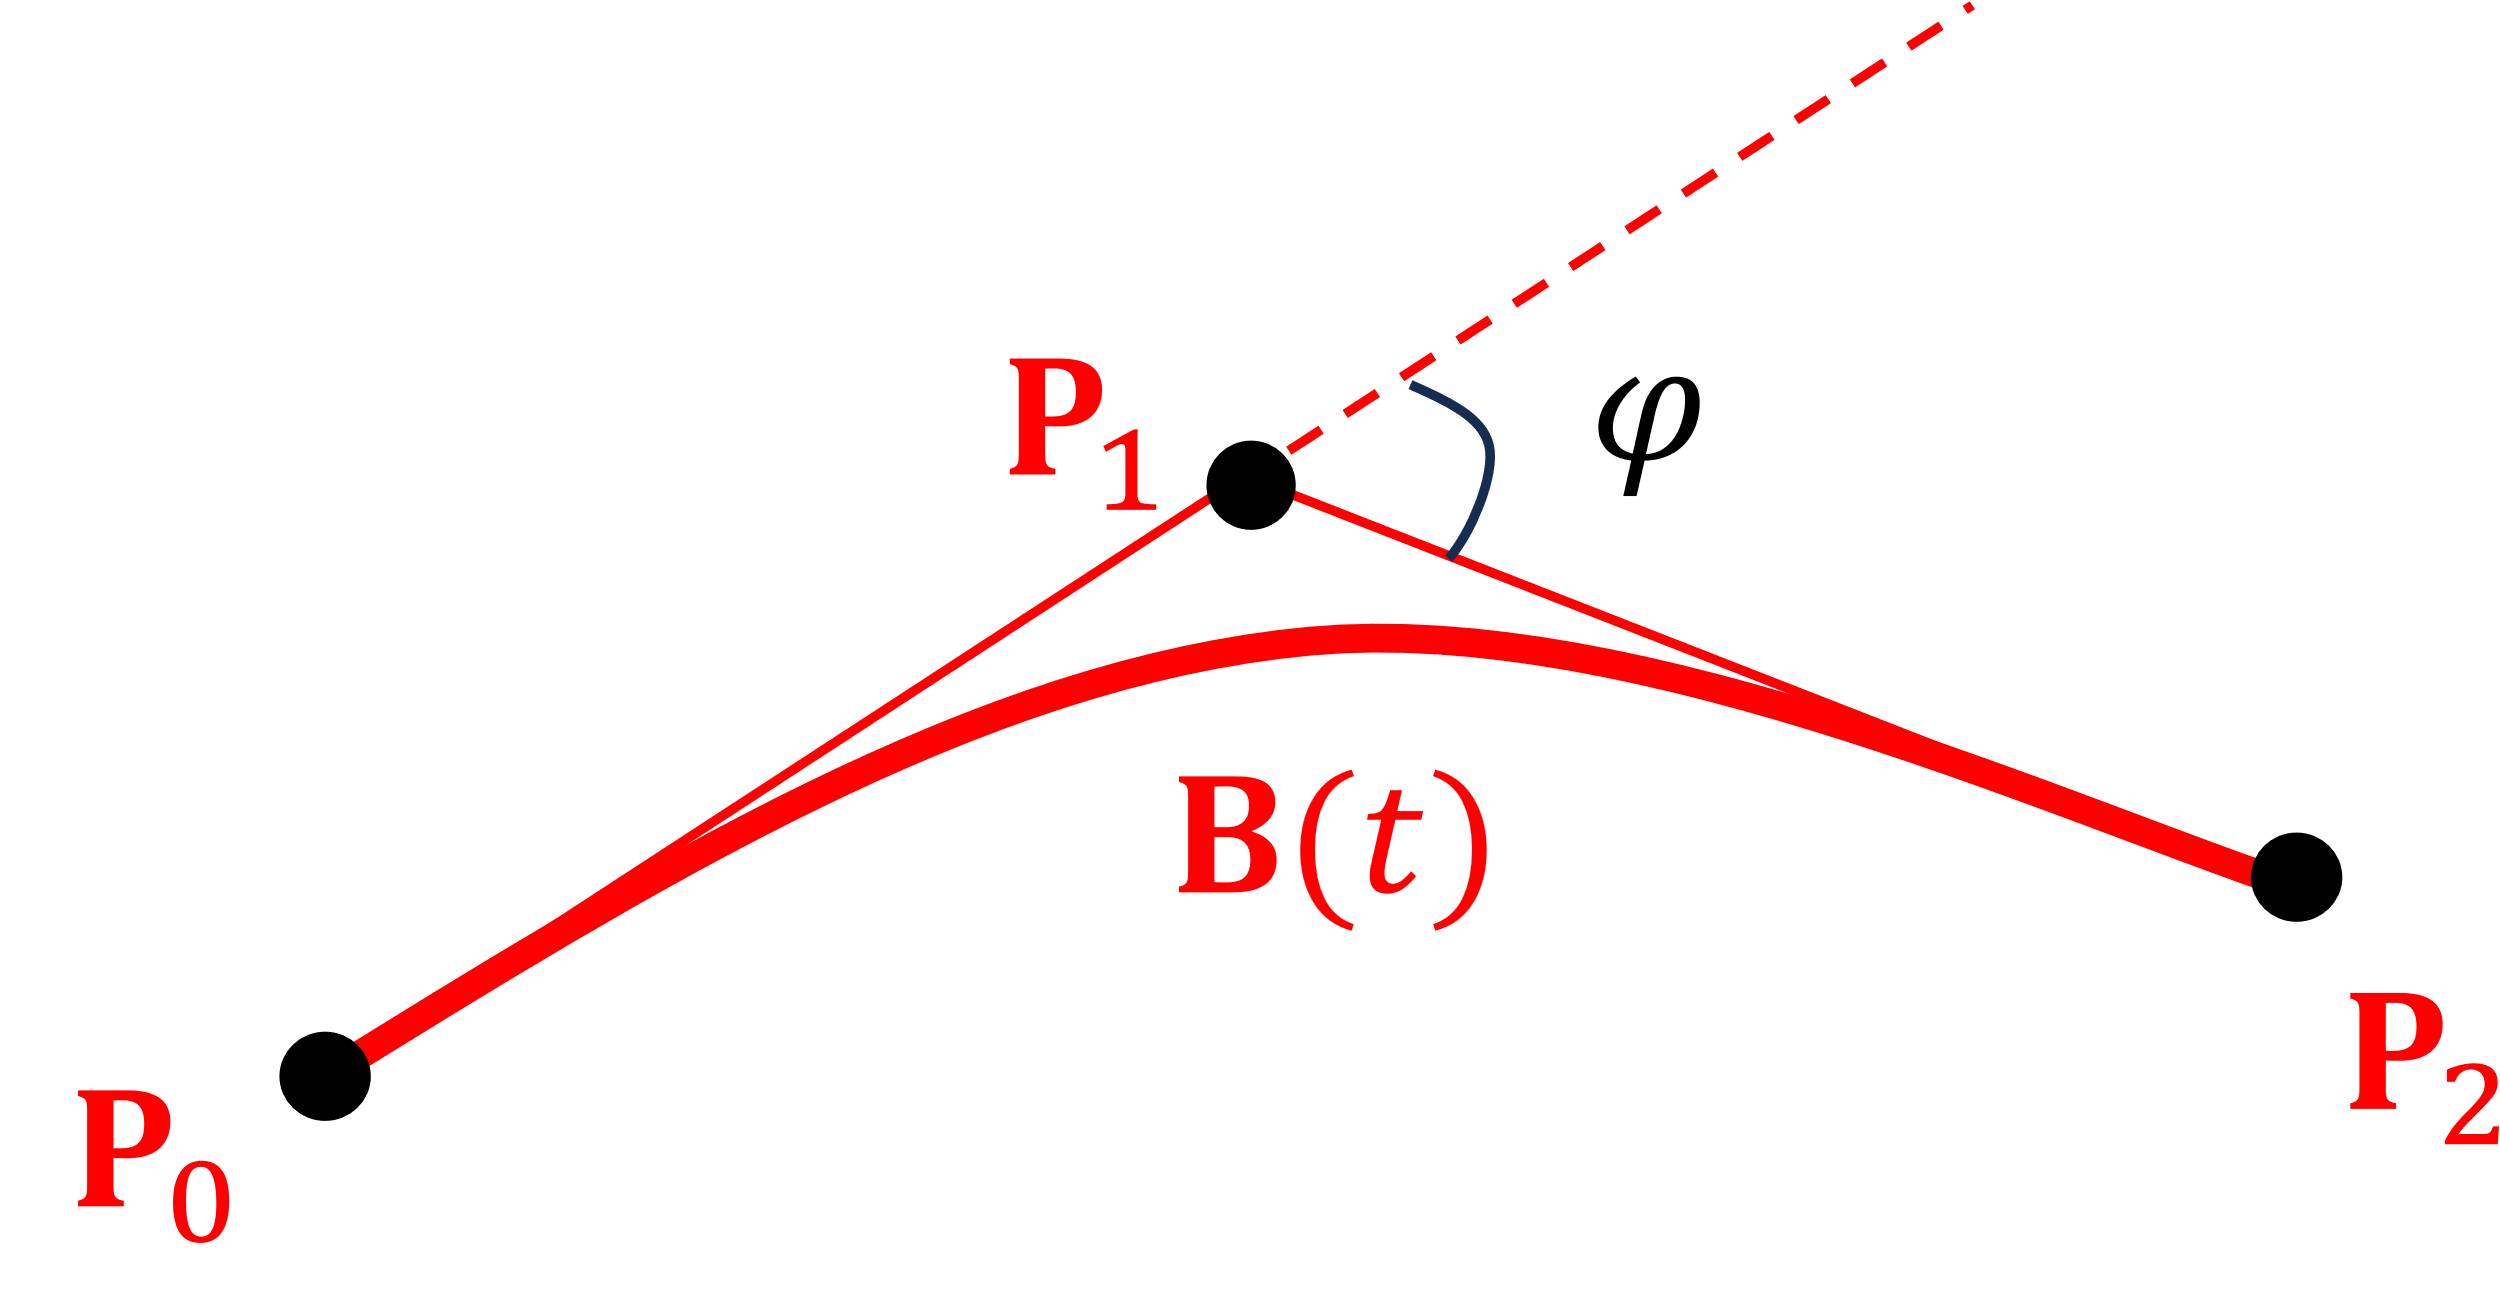 P₁
φ
B(t)
P₀
P₂